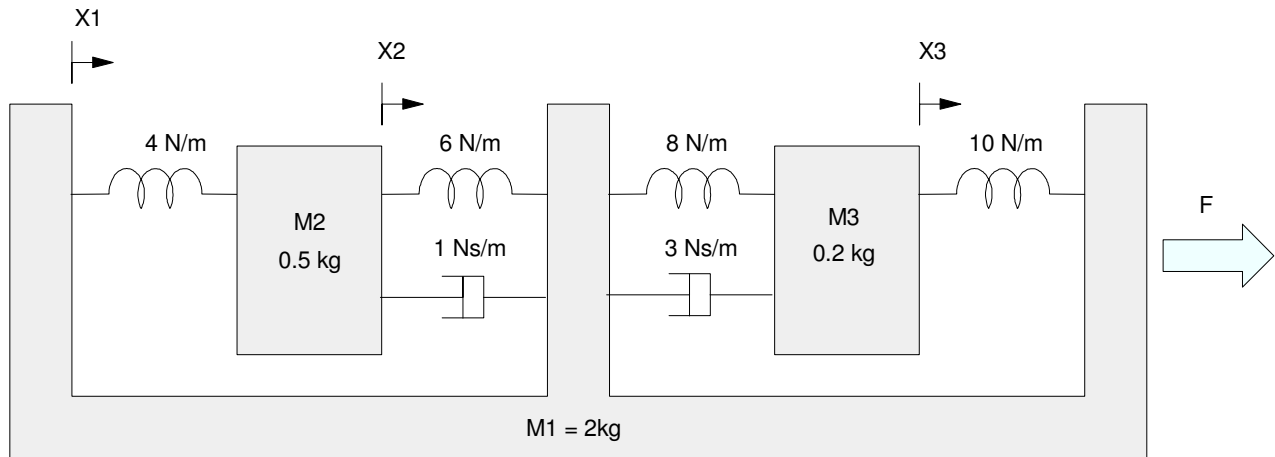 X1
X2
X3
4 N/m
6 N/m
8 N/m
10 N/m
M2
0.5 kg
1 Ns/m
3 Ns/m
M3
0.2 kg
F
M1 = 2kg